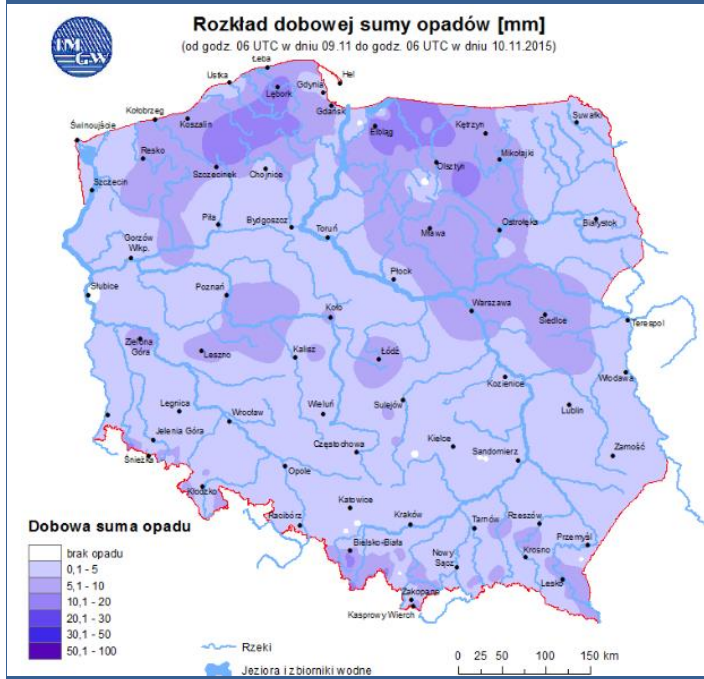 Rozkład dobowej sumy opadów [mm]
(od godz. 06 UTC w dniu 09.11 do godz. 06 UTC w dniu 10.11.2015)
IM
GW
Łeba
Ustka
Hel
Lębork
Gdynia
Gdańsk
Kołobrzeg
Koszalin
Elbląg
Kętrzyn
Suwałki
Świnoujście
Resko
Olsztyn
Mikołajki
Szczecin
Szczecinek
Chojnice
Piła
Bydgoszcz
Toruń
Mława
Ostrołęka
Białystok
Gorzów
Wlkp.
Płock
Słubice
Poznań
Koło
Warszawa
Siedlce
Terespol
Zielona
Góra
Leszno
Kalisz
Łódź
Kozienice
Włodawa
Legnica
Wrocław
Wieluń
Sulejów
Lublin
Jelenia Góra
Częstochowa
Kielce
Sandomierz
Zamość
Śnieżka
Opole
Kłodzko
Katowice
Racibórz
Kraków
Tarnów
Rzeszów
Przemyśl
Bielsko-Biała
Nowy
Sącz
Krosno
Lesko
Zakopane
Kasprowy Wierch
Dobowa suma opadu
brak opadu
0,1 - 5
5,1 - 10
10,1 - 20
20,1 - 30
30,1 - 50
50,1 - 100
Rzeki
Jeziora i zbiorniki wodne
0 25 50 100 150 km